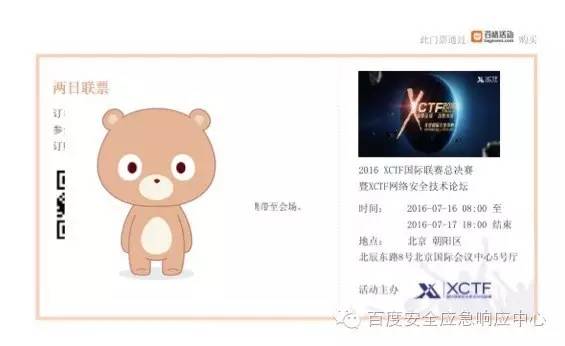 此门票通过 百格活动 购买
两日联票
订
参
订
携带至会场。
XCTF
2016 XCTF国际联赛总决赛
暨XCTF网络安全技术论坛
时间： 2016-07-16 08:00 至
2016-07-17 18:00 结束
地点： 北京 朝阳区
北辰东路8号北京国际会议中心5号厅
活动主办 XCTF
百度安全应急响应中心